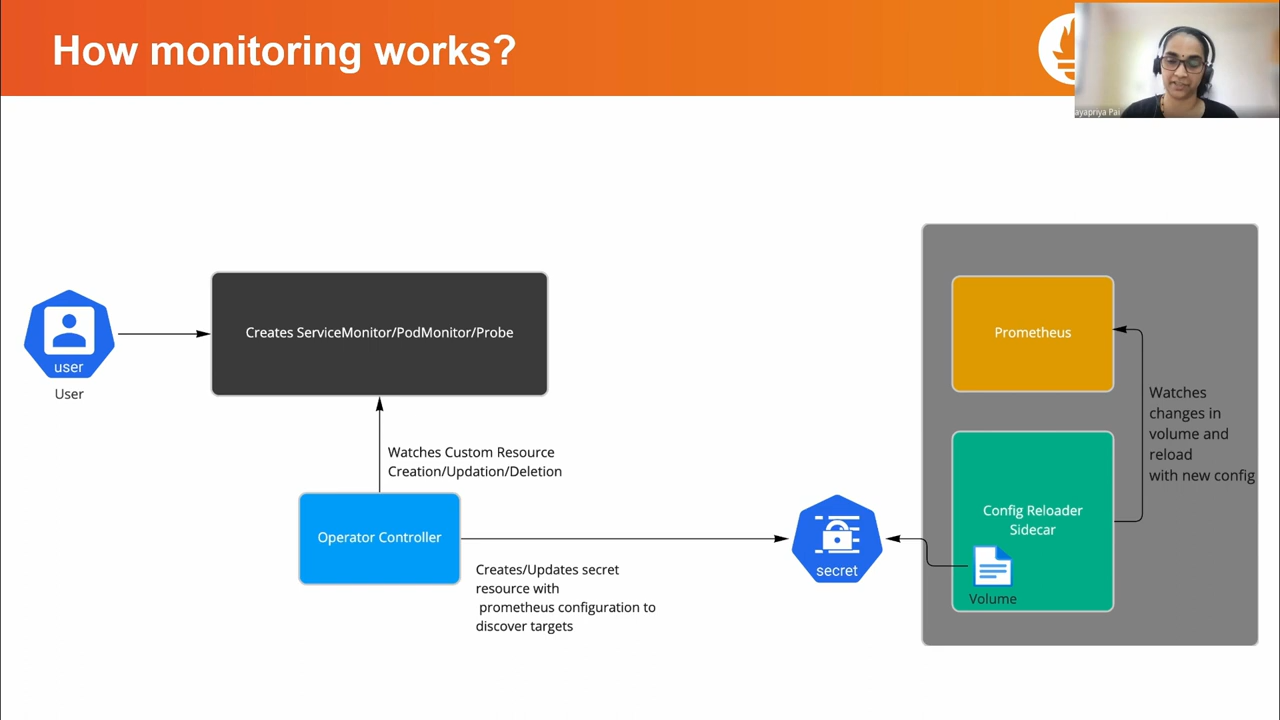 How monitoring works?
ayapriya Pai
Creates ServiceMonitor/PodMonitor/Probe
user
User
Watches Custom Resource
Creation/Updation/Deletion
Operator Controller
Creates/Updates secret
resource with
prometheus configuration to
discover targets
secret
Prometheus
Watches
changes in
volume and
reload
with new config
Config Reloader
Sidecar
Volume